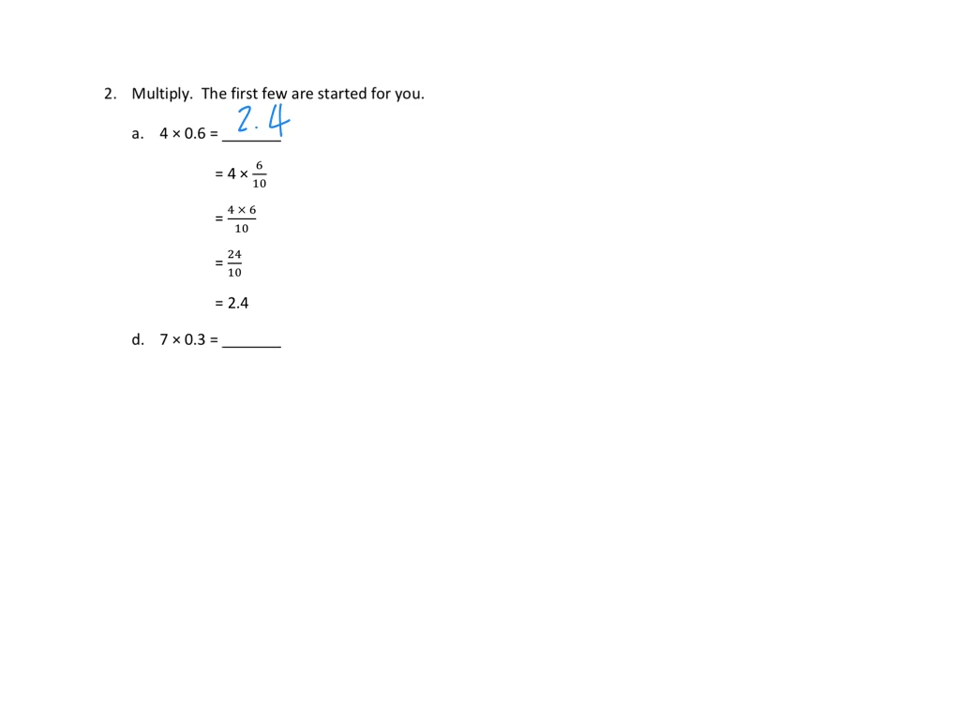 2. Multiply. The first few are started for you.
a. 4 × 0.6 = 2.4
= 4 × 6/10
= 4 × 6/10
= 24/10
= 2.4
d. 7 × 0.3 = ______